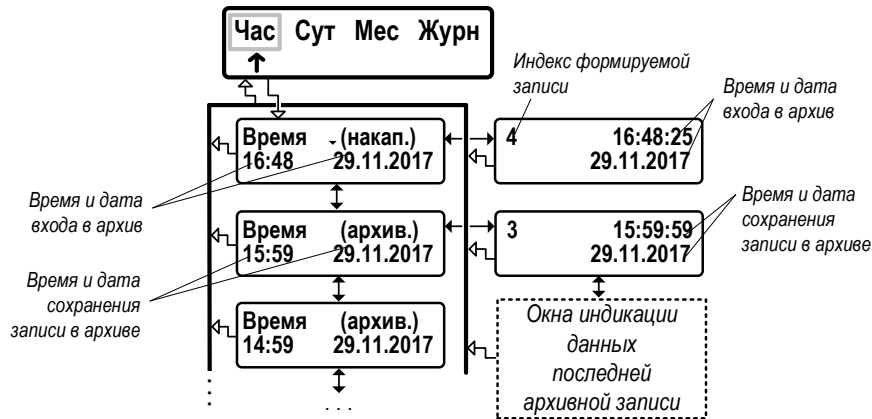 Час Сут Мес Журн
Индекс формируемой
записи
Время и дата
входа в архив
Время (накап.)
16:48 29.11.2017
4 16:48:25
29.11.2017
Время и дата
входа в архив
Время (архив.)
15:59 29.11.2017
3 15:59:59
29.11.2017
Время и дата
сохранения
записи в архиве
Время и дата
сохранения
записи в архиве
Время (архив.)
14:59 29.11.2017
Окна индикации
данных
последней
архивной записи
. . .